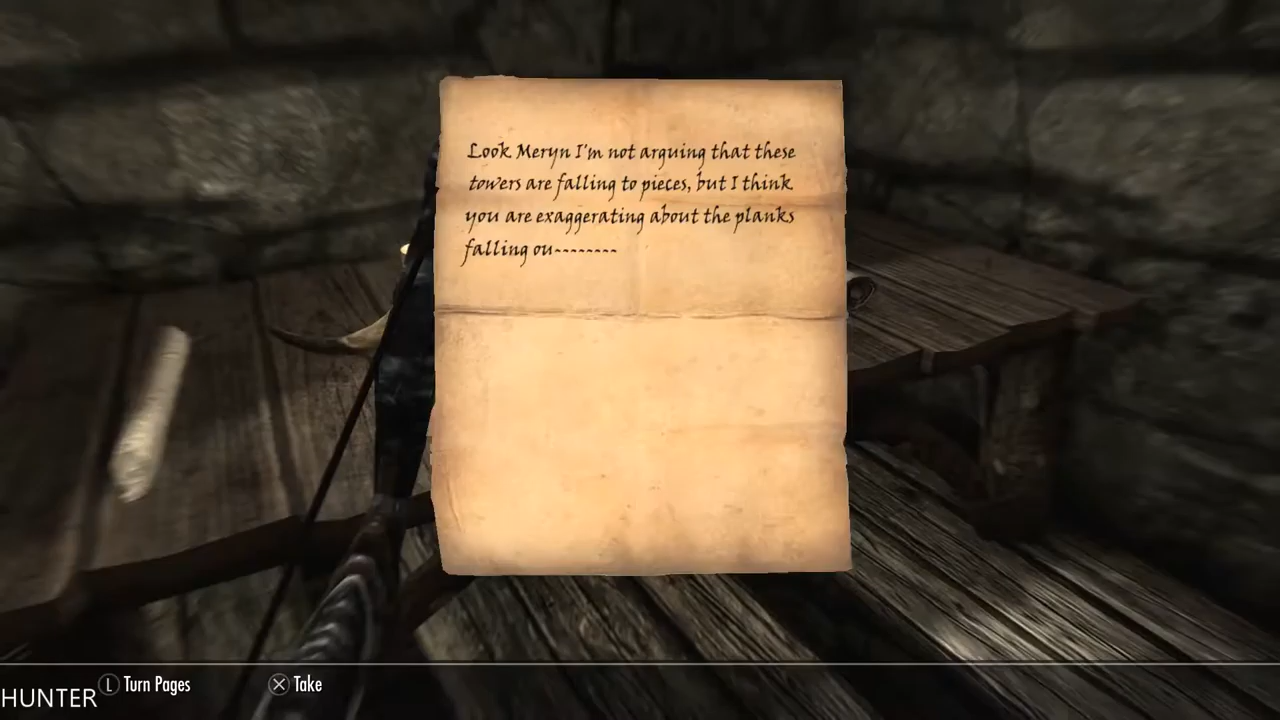 Look Meryn I'm not arguing that these
towers are falling to pieces, but I think
you are exaggerating about the planks
falling ou--------
L Turn Pages
X Take
HUNTER